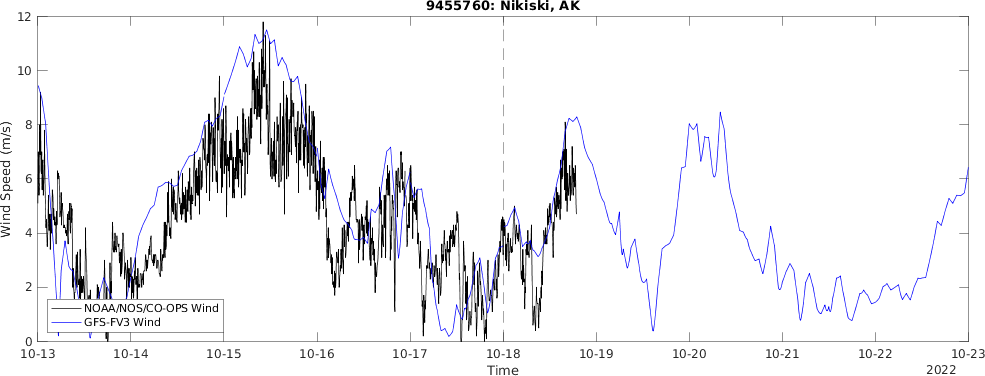 9455760: Nikiski, AK
Wind Speed (m/s)
12
10
8
6
4
2
0
NOAA/NOS/CO-OPS Wind
GFS-FV3 Wind
10-13 10-14 10-15 10-16 10-17 10-18 10-19 10-20 10-21 10-22 10-23
Time
2022